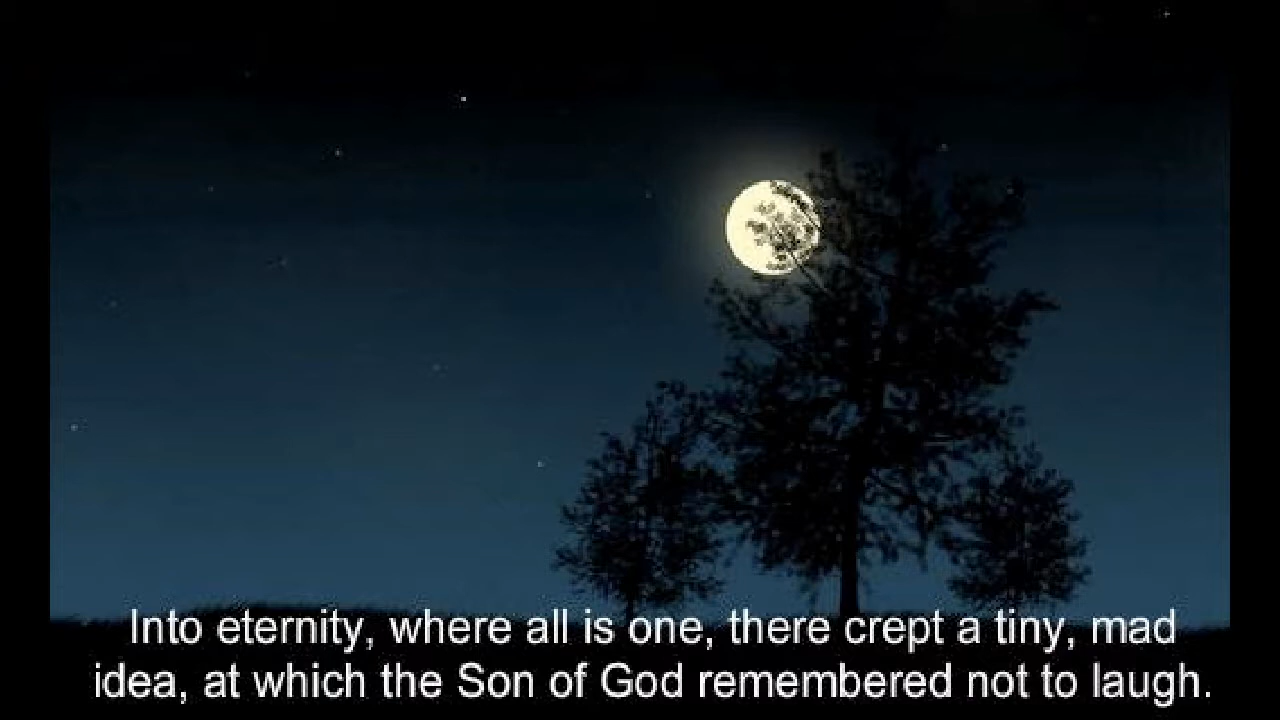 Into eternity, where all is one, there crept a tiny, mad
idea, at which the Son of God remembered not to laugh.